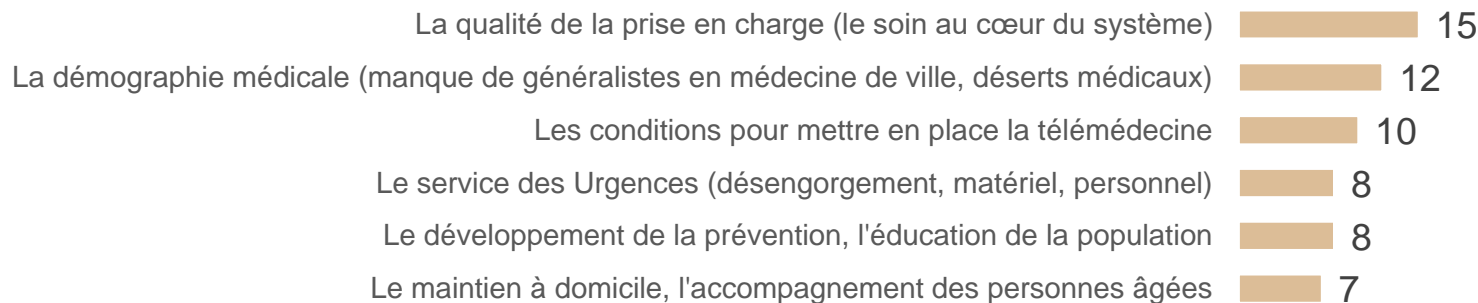 La qualité de la prise en charge (le soin au cœur du système) 15
La démographie médicale (manque de généralistes en médecine de ville, déserts médicaux) 12
Les conditions pour mettre en place la télémédecine 10
Le service des Urgences (désengorgement, matériel, personnel) 8
Le développement de la prévention, l'éducation de la population 8
Le maintien à domicile, l'accompagnement des personnes âgées 7